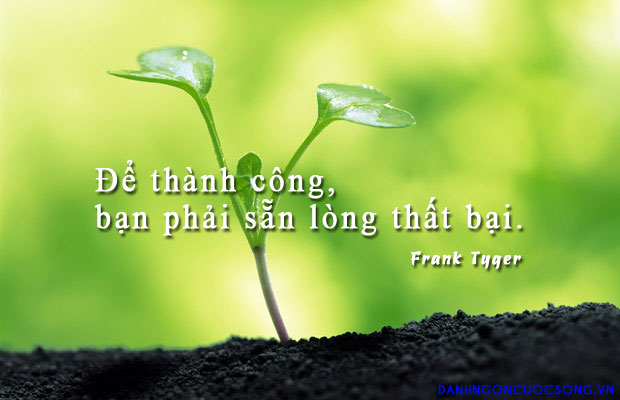 Để thành công,
bạn phải sẵn lòng thất bại.
Frank Tyger
DANHNGONCUOCSONG.VN